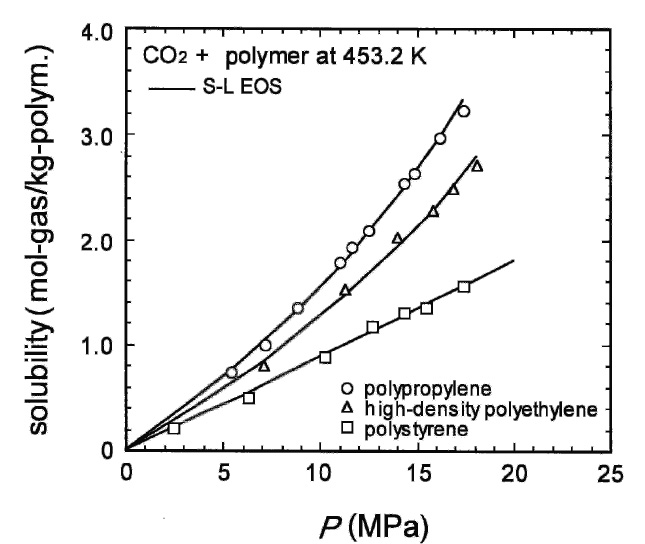 4.0
CO2 + polymer at 453.2 K
S-L EOS
3.0
2.0
1.0
0
solubility ( mol-gas/kg-polym.)
polypropylene
high-density polyethylene
polystyrene
0 5 10 15 20 25
P (MPa)